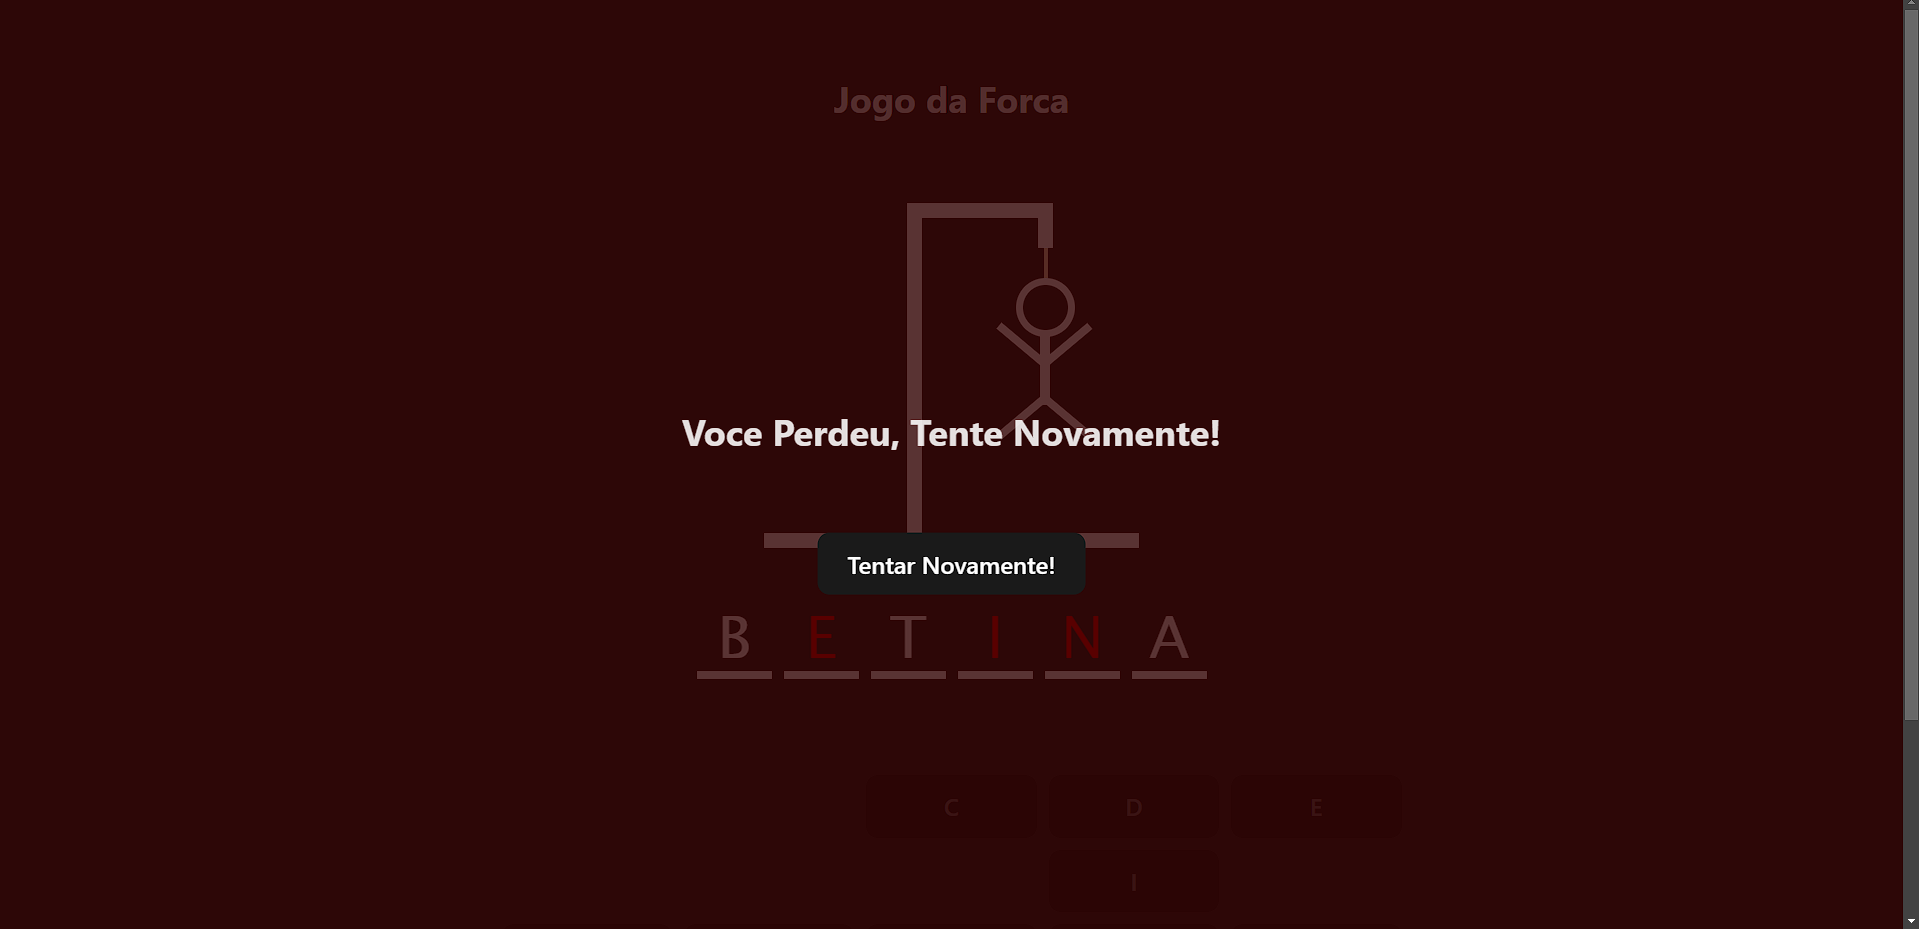 Jogo da Forca
Voce Perdeu, Tente Novamente!
Tentar Novamente!
B E T I N A
C D E
I